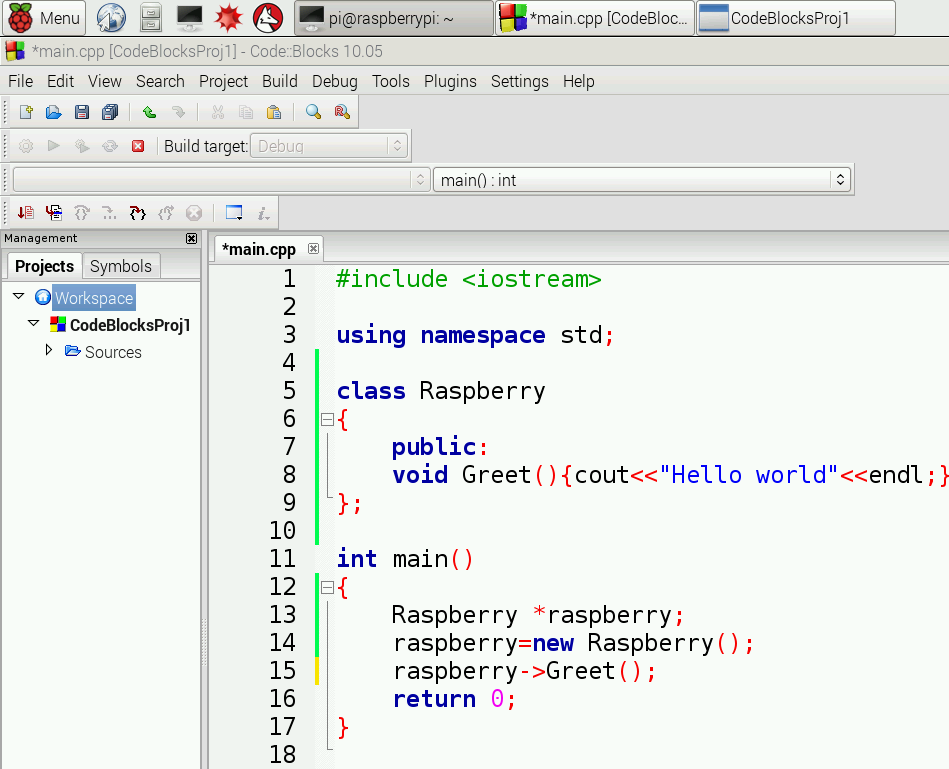 Menu pi@raspberrypi: ~ *main.cpp [CodeBloc... CodeBlocksProj1
*main.cpp [CodeBlocksProj1] - Code::Blocks 10.05
File Edit View Search Project Build Debug Tools Plugins Settings Help
Build target: Debug
main() : int
Management
*main.cpp
Projects Symbols
Workspace
CodeBlocksProj1
Sources
1 #include <iostream>
2
3 using namespace std;
4
5 class Raspberry
6 {
7 public:
8 void Greet(){cout<<"Hello world"<<endl;}
9 };
10
11 int main()
12 {
13 Raspberry *raspberry;
14 raspberry=new Raspberry();
15 raspberry->Greet();
16 return 0;
17 }
18